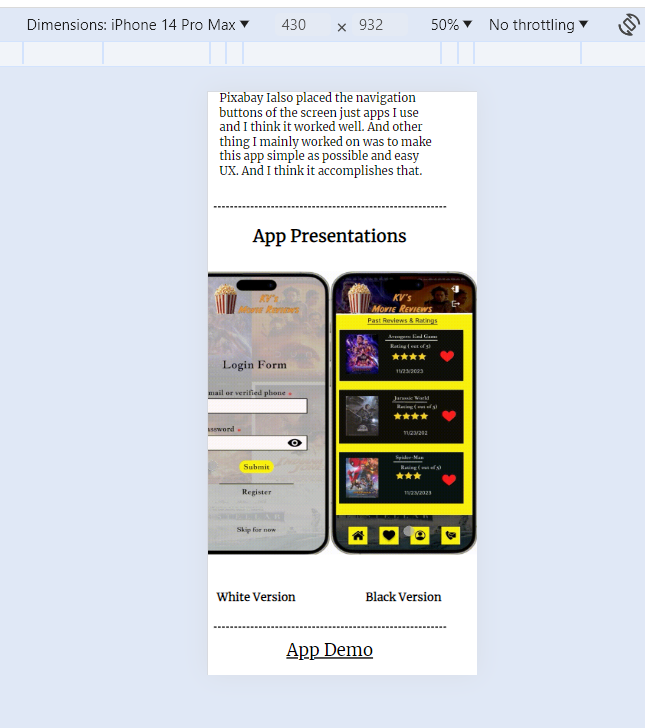 Dimensions: iPhone 14 Pro Max ▼ 430 × 932 50% ▼ No throttling ▼
Pixabay Ialso placed the navigation
buttons of the screen just apps I use
and I think it worked well. And other
thing I mainly worked on was to make
this app simple as possible and easy
UX. And I think it accomplishes that.
---------------------------------------------------
App Presentations
KV's
Movie Reviews
Login Form
mail or verified phone *
assword *
Submit
Register
Skip for now
KV's
Movie Reviews
Past Reviews & Ratings
Avengers: End Game
Rating ( out of 5)
11/23/2023
Jurassic World
Rating ( out of 5)
11/23/202
Spider-Man
Rating ( out of 5)
11/23/2023
White Version
Black Version
---------------------------------------------------
App Demo